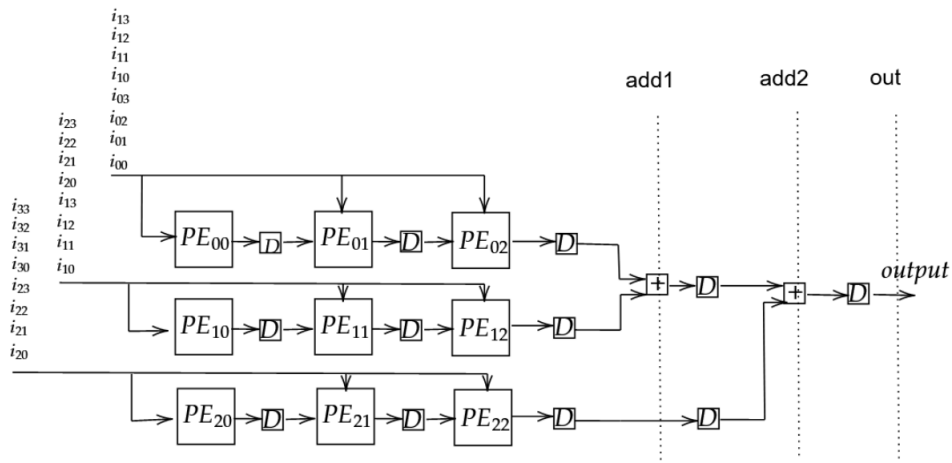 i13
i12
i11
i10
i03
i02
i01
i00
i23
i22
i21
i20
i13
i12
i11
i10
i33
i32
i31
i30
i23
i22
i21
i20
add1
add2
out
PE00
D
PE01
D
PE02
D
PE10
D
PE11
D
PE12
D
+
D
+
D
output
PE20
D
PE21
D
PE22
D
D